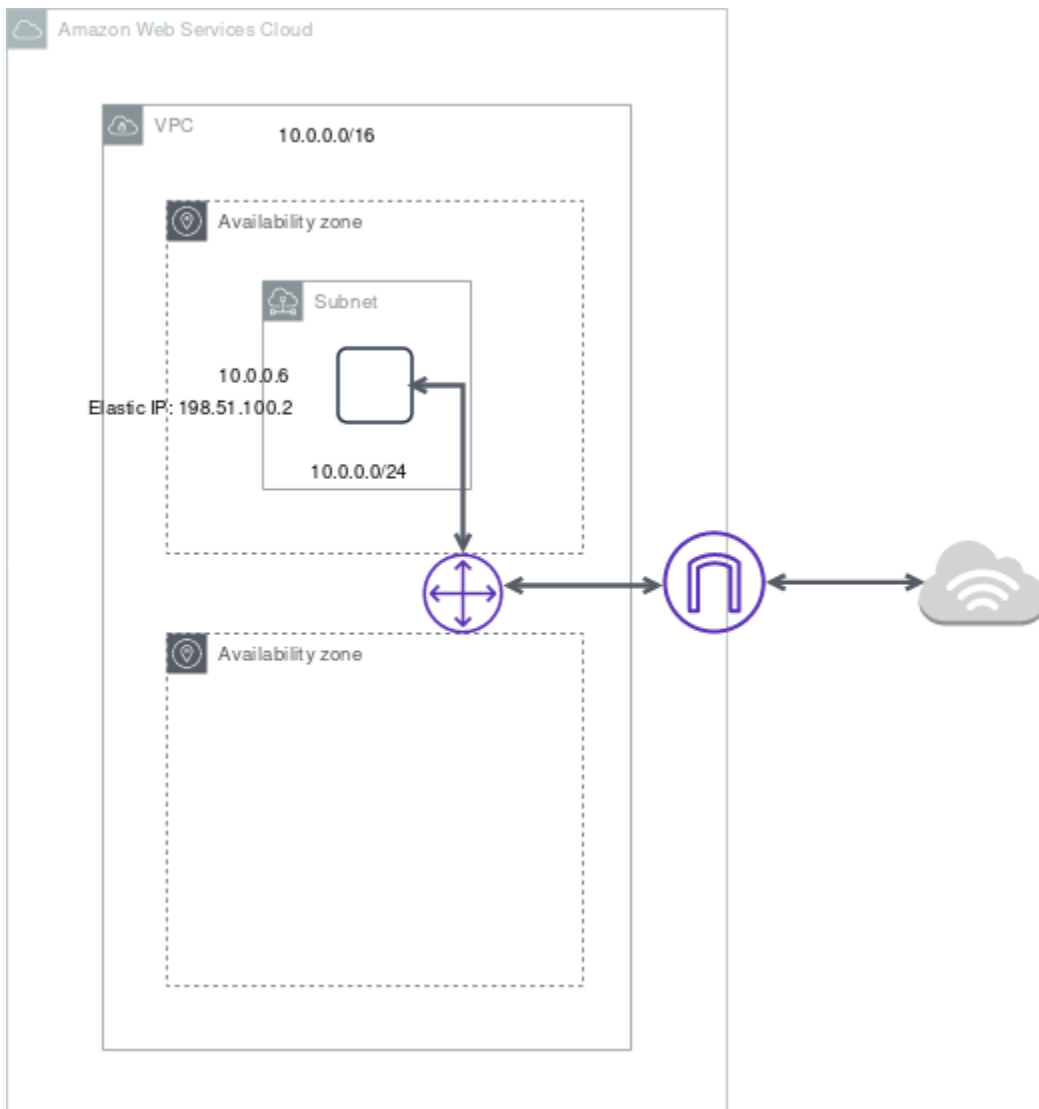 Amazon Web Services Cloud
VPC
10.0.0.0/16
Availability zone
Subnet
10.0.0.6
Elastic IP: 198.51.100.2
10.0.0.0/24
Availability zone